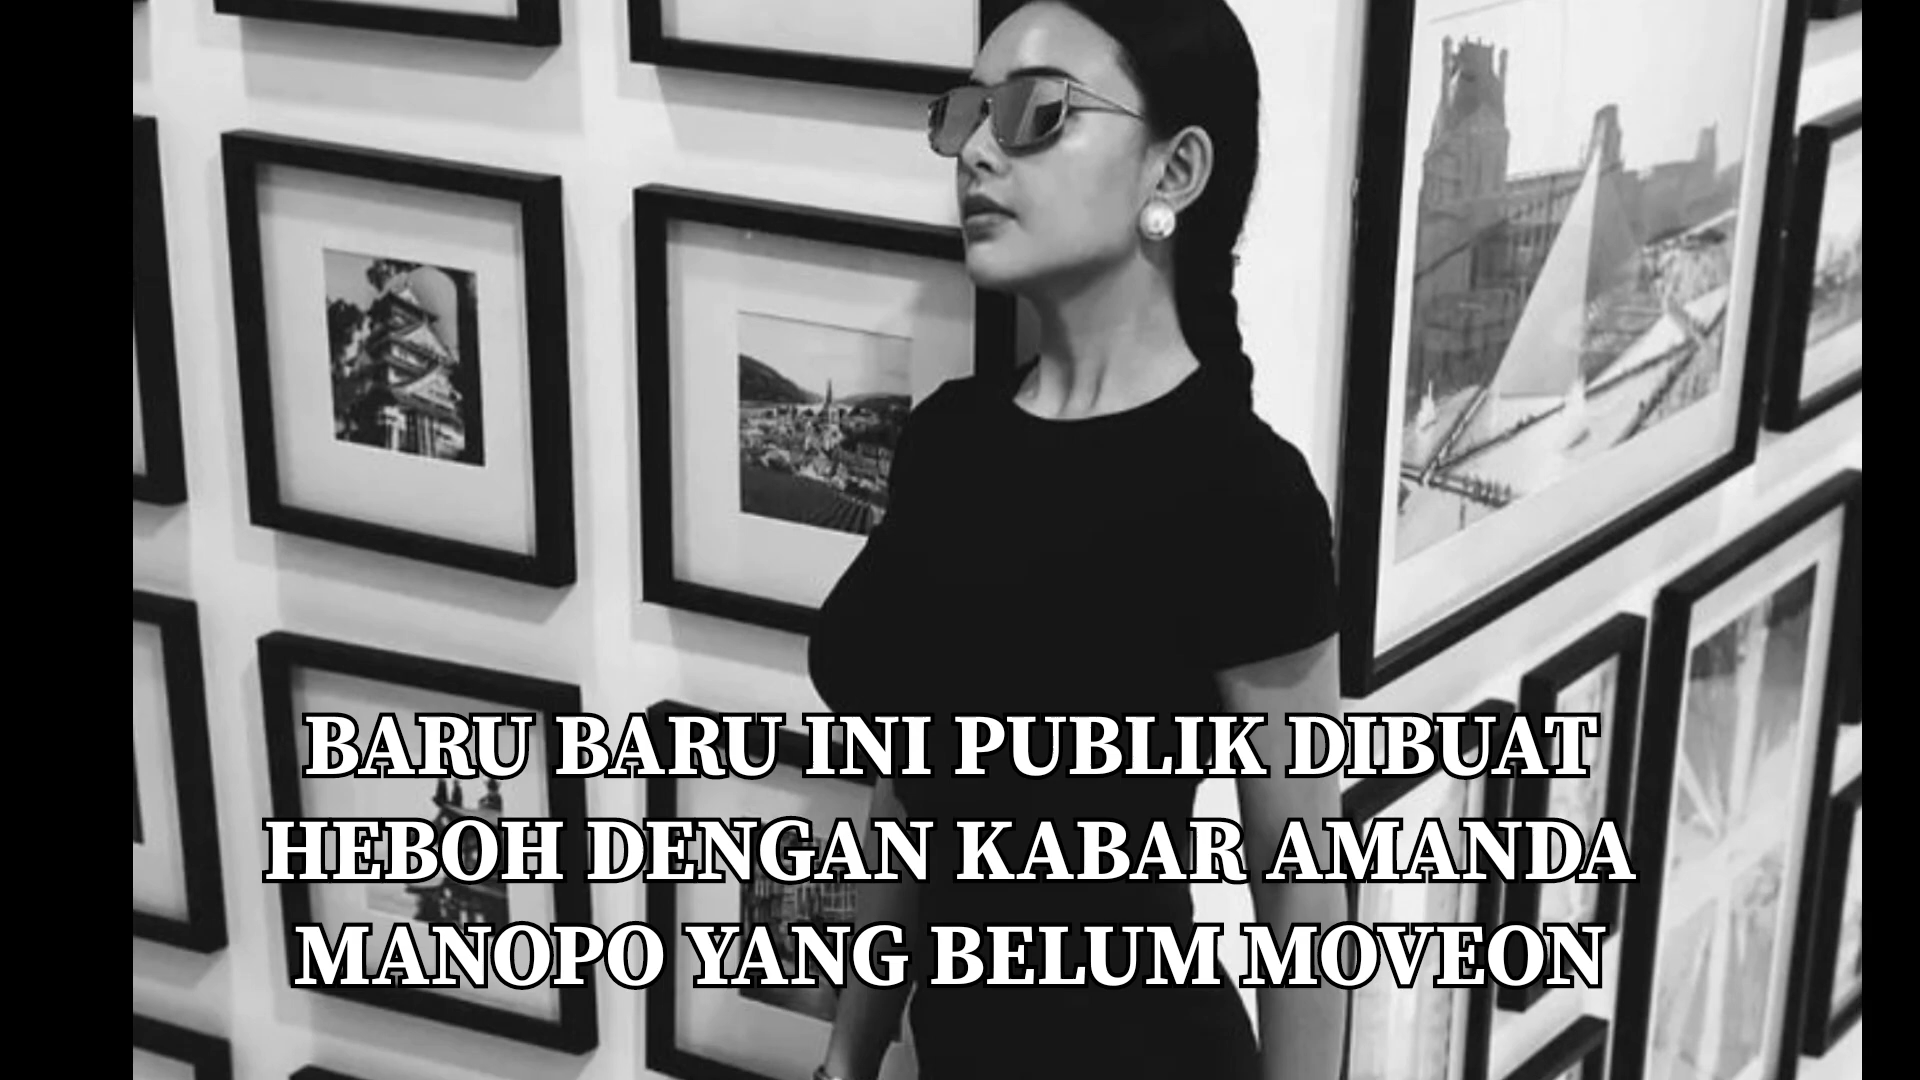 BARU BARU INI PUBLIK DIBUAT
HEBOH DENGAN KABAR AMANDA
MANOPO YANG BELUM MOVEON